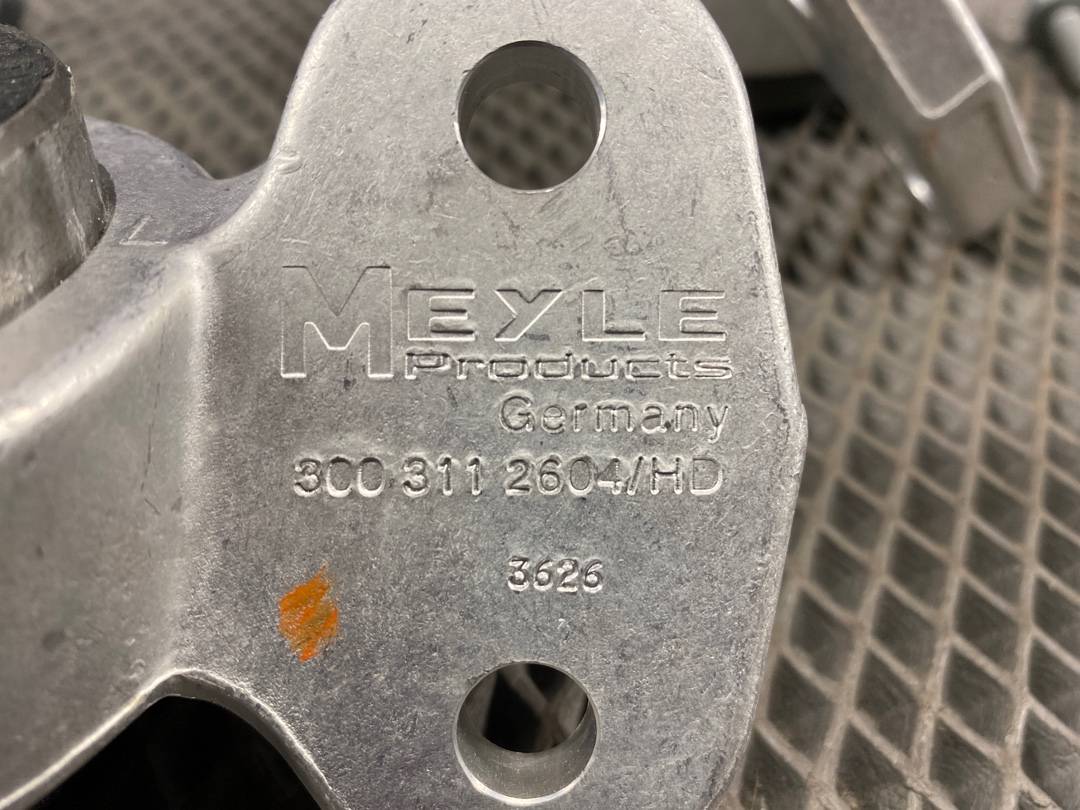 MEYLE
Products
Germany
300 311 2604/HD
3626